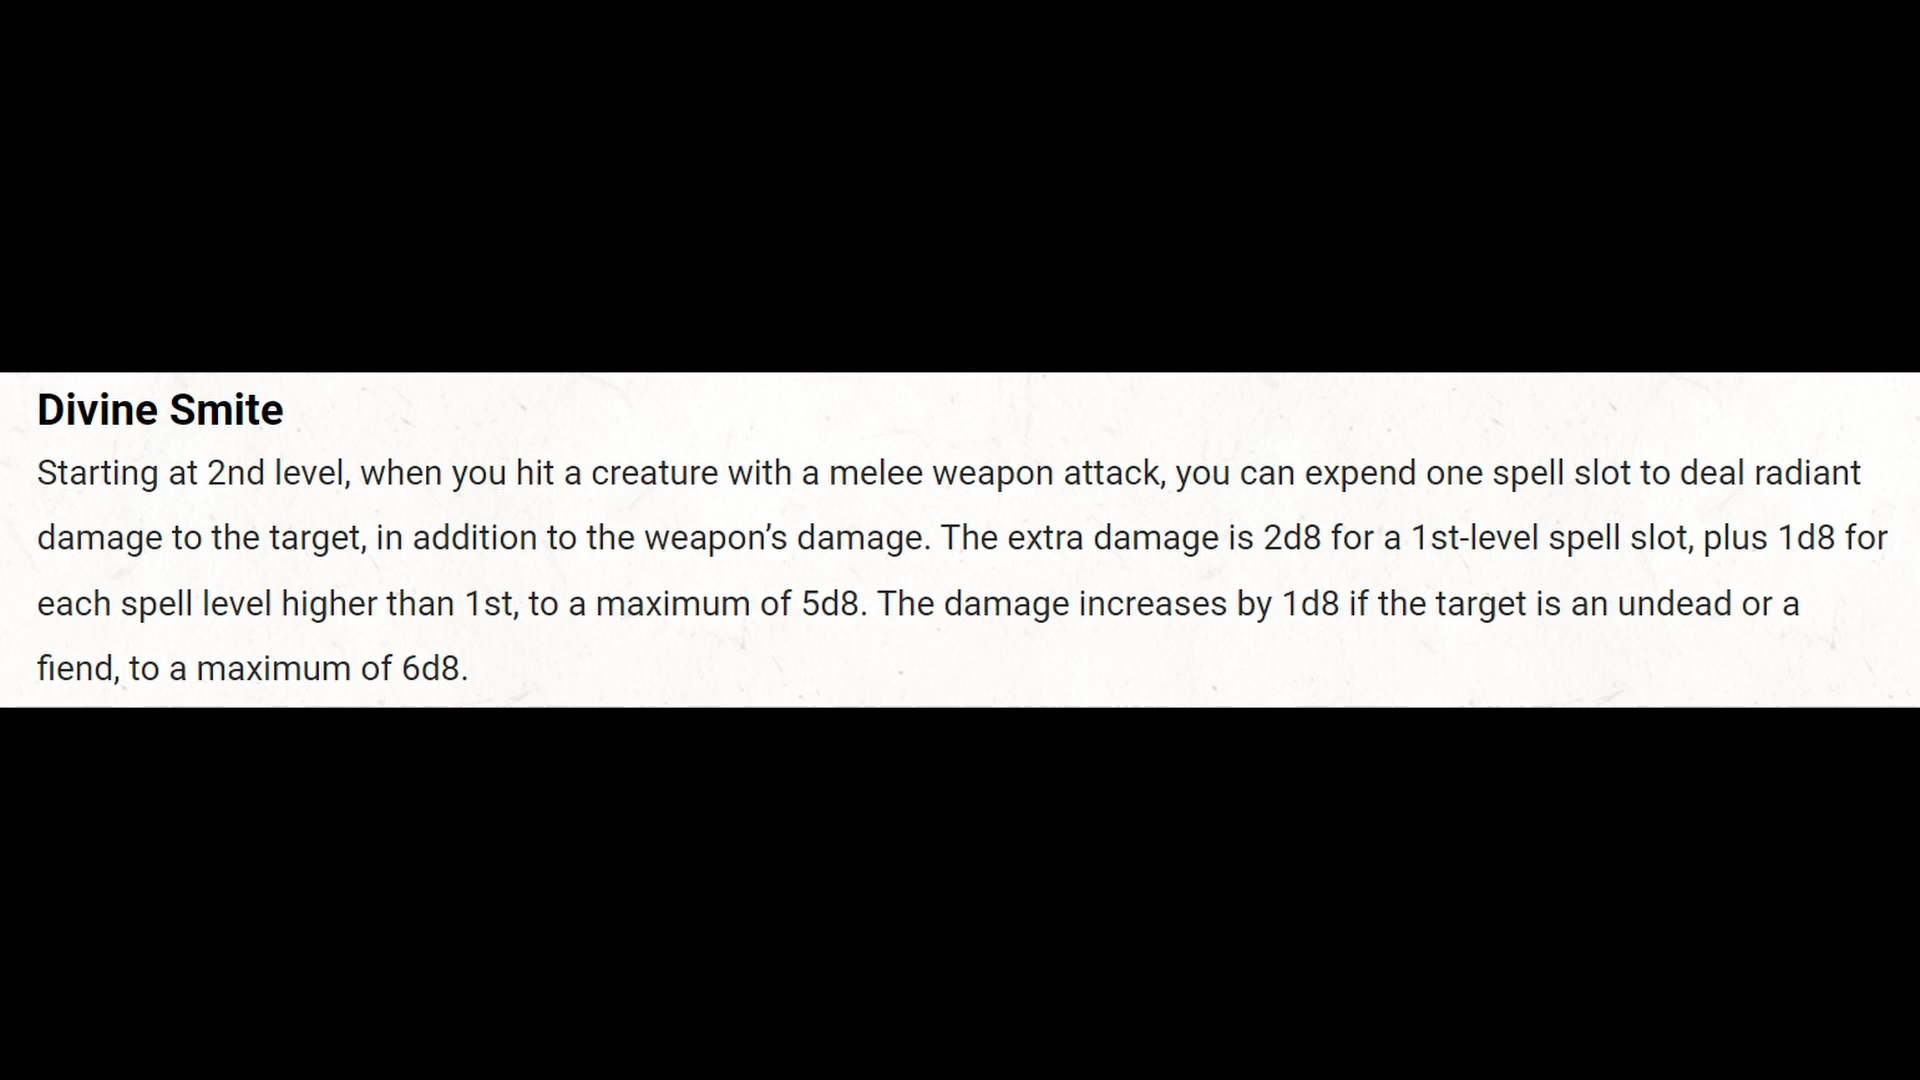 Divine Smite
Starting at 2nd level, when you hit a creature with a melee weapon attack, you can expend one spell slot to deal radiant
damage to the target, in addition to the weapon’s damage. The extra damage is 2d8 for a 1st-level spell slot, plus 1d8 for
each spell level higher than 1st, to a maximum of 5d8. The damage increases by 1d8 if the target is an undead or a
fiend, to a maximum of 6d8.